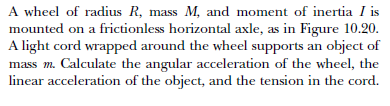 A wheel of radius R, mass M, and moment of inertia I is
mounted on a frictionless horizontal axle, as in Figure 10.20.
A light cord wrapped around the wheel supports an object of
mass m. Calculate the angular acceleration of the wheel, the
linear acceleration of the object, and the tension in the cord.